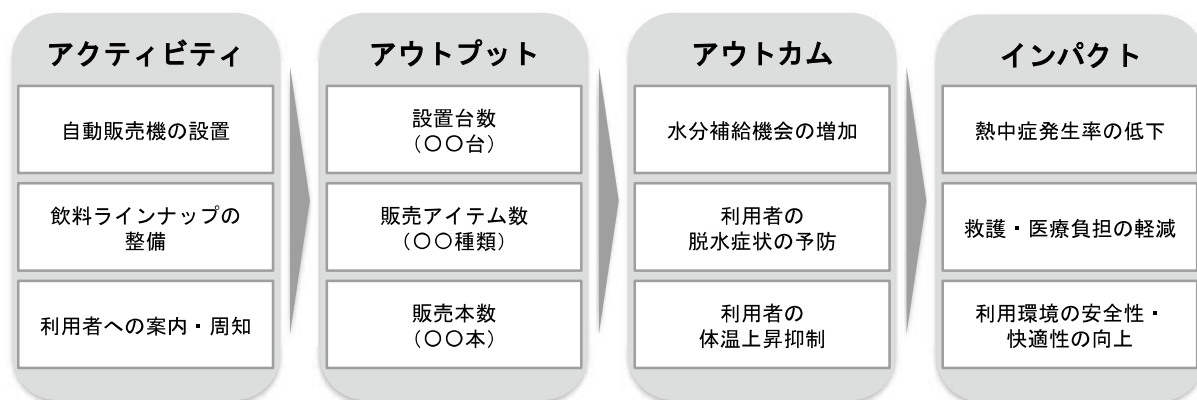 アクティビティ
自動販売機の設置
飲料ラインナップの
整備
利用者への案内・周知
アウトプット
設置台数
(〇〇台)
販売アイテム数
(〇〇種類)
販売本数
(〇〇本)
アウトカム
水分補給機会の増加
利用者の
脱水症状の予防
利用者の
体温上昇抑制
インパクト
熱中症発生率の低下
救護・医療負担の軽減
利用環境の安全性・
快適性の向上